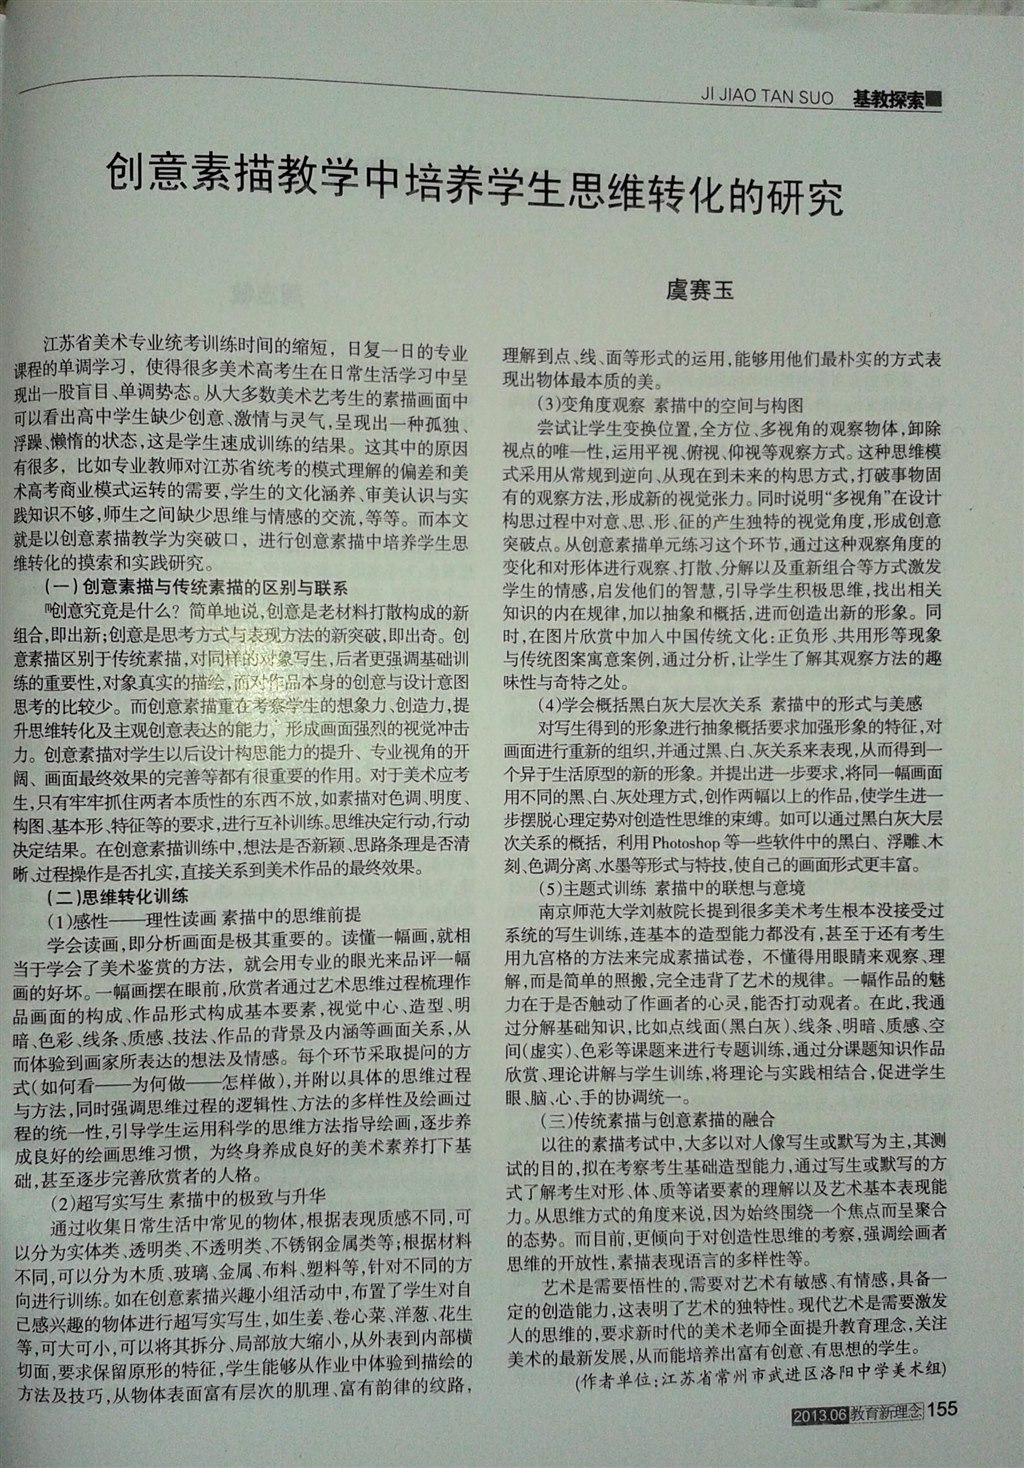 JI JIAO TAN SUO 基教探索
创意素描教学中培养学生思维转化的研究
虞赛玉
江苏省美术专业统考训练时间的缩短，日复一日的专业
课程的单调学习，使得很多美术高考生在日常生活学习中呈
现出一股盲目、单调势态。从大多数美术艺考生的素描画面中
可以看出高中学生缺少创意、激情与灵气，呈现出一种孤独、
浮躁、懒惰的状态，这是学生速成训练的结果。这其中的原因
有很多，比如专业教师对江苏省统考的模式理解的偏差和美
术高考商业模式运转的需要，学生的文化涵养、审美认识与实
践知识不够，师生之间缺少思维与情感的交流，等等。而本文
就是以创意素描教学为突破口，进行创意素描中培养学生思
维转化的摸索和实践研究。
(一) 创意素描与传统素描的区别与联系
创意究竟是什么？简单地说，创意是老材料打散构成的新
组合，即出新；创意是思考方式与表现方法的新突破，即出奇。创
意素描区别于传统素描，对同样的对象写生，后者更强调基础训
练的重要性，对象真实的描绘，而对作品本身的创意与设计意图
思考的比较少。而创意素描重在考察学生的想象力、创造力，提
升思维转化及主观创意表达的能力，形成画面强烈的视觉冲击
力。创意素描对学生以后设计构思能力的提升、专业视角的开
阔、画面最终效果的完善等都有很重要的作用。对于美术应考
生，只有牢牢抓住两者本质性的东西不放，如素描对色调、明度、
构图、基本形、特征等的要求，进行互补训练。思维决定行动，行动
决定结果。在创意素描训练中，想法是否新颖、思路条理是否清
晰、过程操作是否扎实，直接关系到美术作品的最终效果。
(二)思维转化训练
(1)感性——理性读画 素描中的思维前提
学会读画，即分析画面是极其重要的。读懂一幅画，就相
当于学会了美术鉴赏的方法，就会用专业的眼光来品评一幅
画的好坏。一幅画摆在眼前，欣赏者通过艺术思维过程梳理作
品画面的构成、作品形式构成基本要素，视觉中心、造型、明
暗、色彩、线条、质感、技法、作品的背景及内涵等画面关系，从
而体验到画家所表达的想法及情感。每个环节采取提问的方
式(如何看——为何做——怎样做)，并附以具体的思维过程
与方法，同时强调思维过程的逻辑性、方法的多样性及绘画过
程的统一性，引导学生运用科学的思维方法指导绘画，逐步养
成良好的绘画思维习惯，为终身养成良好的美术素养打下基
础，甚至逐步完善欣赏者的人格。
(2)超写实写生 素描中的极致与升华
通过收集日常生活中常见的物体，根据表现质感不同，可
以分为实体类、透明类、不透明类、不锈钢金属类等；根据材料
不同，可以分为木质、玻璃、金属、布料、塑料等，针对不同的方
向进行训练。如在创意素描兴趣小组活动中，布置了学生对自
己感兴趣的物体进行超写实写生，如生姜、卷心菜、洋葱、花生
等，可大可小，可以将其拆分、局部放大缩小，从外表到内部横
切面，要求保留原形的特征，学生能够从作业中体验到描绘的
方法及技巧，从物体表面富有层次的肌理、富有韵律的纹路，
理解到点、线、面等形式的运用，能够用他们最朴实的方式表
现出物体最本质的美。
(3)变角度观察 素描中的空间与构图
尝试让学生变换位置，全方位、多视角的观察物体，卸除
视点的唯一性，运用平视、俯视、仰视等观察方式。这种思维模
式采用从常规到逆向、从现在到未来的构思方式，打破事物固
有的观察方法，形成新的视觉张力。同时说明“多视角”在设计
构思过程中对意、思、形、征的产生独特的视觉角度，形成创意
突破点。从创意素描单元练习这个环节，通过这种观察角度的
变化和对形体进行观察、打散、分解以及重新组合等方式激发
学生的情感，启发他们的智慧，引导学生积极思维，找出相关
知识的内在规律，加以抽象和概括，进而创造出新的形象。同
时，在图片欣赏中加入中国传统文化；正负形、共用形等现象
与传统图案寓意案例，通过分析，让学生了解其观察方法的趣
味性与奇特之处。
(4)学会概括黑白灰大层次关系 素描中的形式与美感
对写生得到的形象进行抽象概括要求加强形象的特征，对
画面进行重新的组织，并通过黑、白、灰关系来表现，从而得到一
个异于生活原型的新的形象。并提出进一步要求，将同一幅画面
用不同的黑、白、灰处理方式，创作两幅以上的作品，使学生进一
步摆脱心理定势对创造性思维的束缚。如可以通过黑白灰大层
次关系的概括，利用Photoshop等一些软件中的黑白、浮雕、木
刻、色调分离、水墨等形式与特技，使自己的画面形式更丰富。
(5)主题式训练 素描中的联想与意境
南京师范大学刘赦院长提到很多美术考生根本没接受过
系统的写生训练，连基本的造型能力都没有，甚至于还有考生
用九宫格的方法来完成素描试卷，不懂得用眼睛来观察、理
解，而是简单的照搬，完全违背了艺术的规律。一幅作品的魅
力在于是否触动了作画者的心灵，能否打动观者。在此，我通
过分解基础知识，比如点线面(黑白灰)、线条、明暗、质感、空
间(虚实)、色彩等课题来进行专题训练，通过分课题知识作品
欣赏、理论讲解与学生训练，将理论与实践相结合，促进学生
眼、脑、心、手的协调统一。
(三)传统素描与创意素描的融合
以往的素描考试中，大多以对人像写生或默写为主，其测
试的目的，拟在考察考生基础造型能力，通过写生或默写的方
式了解考生对形、体、质等诸要素的理解以及艺术基本表现能
力。从思维方式的角度来说，因为始终围绕一个焦点而呈聚合
的态势。而目前，更倾向于对创造性思维的考察，强调绘画者
思维的开放性，素描表现语言的多样性等。
艺术是需要悟性的，需要对艺术有敏感、有情感，具备一
定的创造能力，这表明了艺术的独特性。现代艺术是需要激发
人的思维的，要求新时代的美术老师全面提升教育理念，关注
美术的最新发展，从而能培养出富有创意、有思想的学生。
(作者单位：江苏省常州市武进区洛阳中学美术组)
2013.06 教育新理念 155